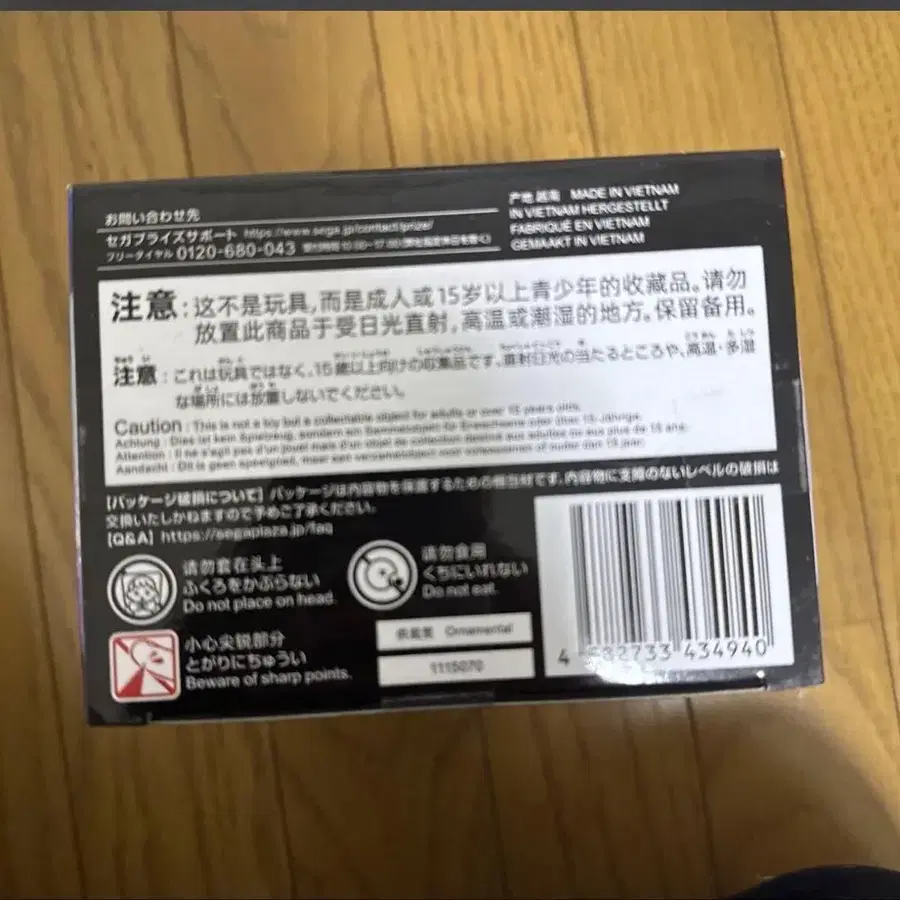 お問い合わせ先
セガプライズサポート https://www.sega.jp/contact/prize/
フリーダイヤル 0120-680-043
产地 越南 MADE IN VIETNAM
IN VIETNAM HERGESTELLT
FABRIQUÉ EN VIETNAM
GEMAAKT IN VIETNAM
注意:这不是玩具,而是成人或15岁以上青少年的收藏品。请勿
放置此商品于受日光直射,高温或潮湿的地方。保留备用。
注意:これは玩具ではなく、15歳以上向けの収集品です。直射日光の当たるところや、高温・多湿
な場所には放置しないでください。
Caution : This is not a toy but a collectable object for adults or over 15 years olds.
Achtung : Dies ist kein Spielzeug, sondern ein Sammelobjekt für Erwachsene oder über 15-Jährige.
Attention : Il ne s'agit pas d'un jouet mais d'un objet de collection destiné aux adultes ou aux plus de 15 ans.
Aandacht : Dit is geen speelgoed, maar een verzamelobject voor volwassenen of ouder dan 15 jaar.
【パッケージ破損について】パッケージは内容物を保護するための梱包材です。内容物に支障のないレベルの破損は
交換いたしかねますので予めご了承ください。
【Q&A】https://segaplaza.jp/faq
请勿套在头上
ふくろをかぶらない
Do not place on head.
请勿食用
くちにいれない
Do not eat.
小心尖锐部分
とがりにちゅうい
Beware of sharp points.
Ornamental
1115070
4 582733 434940